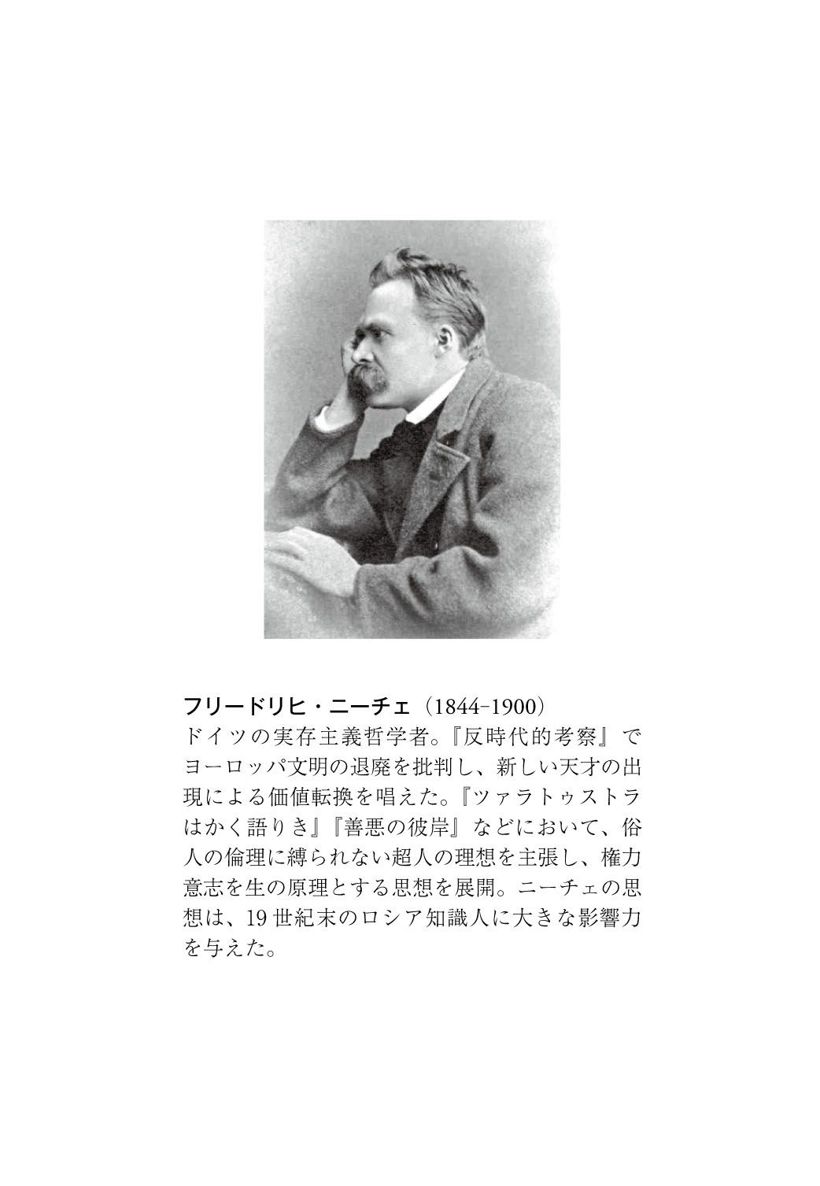 フリードリヒ・ニーチェ（1844-1900）
ドイツの実存主義哲学者。『反時代的考察』で
ヨーロッパ文明の退廃を批判し、新しい天才の出
現による価値転換を唱えた。『ツァラトゥストラ
はかく語りき』『善悪の彼岸』などにおいて、俗
人の倫理に縛られない超人の理想を主張し、権力
意志を生の原理とする思想を展開。ニーチェの思
想は、19世紀末のロシア知識人に大きな影響力
を与えた。